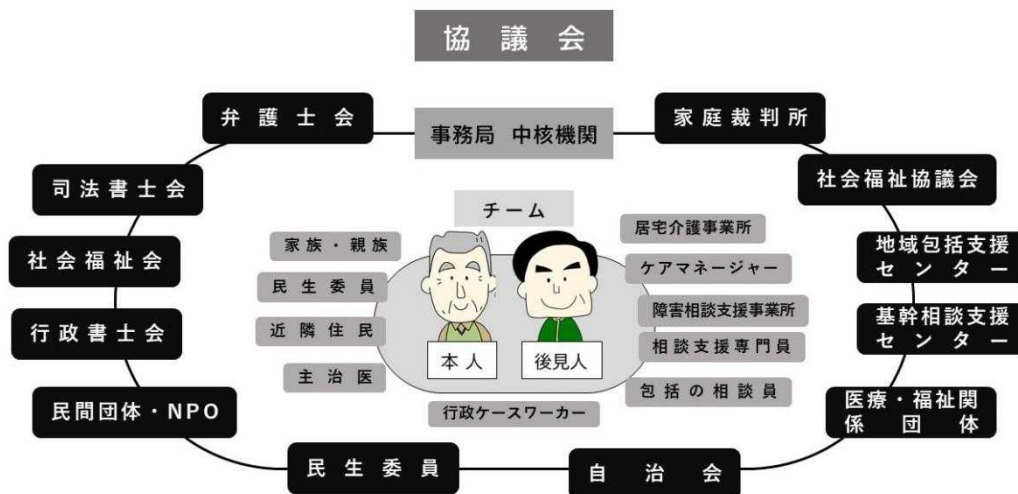 協議会
弁護士会
事務局 中核機関
家庭裁判所
司法書士会
社会福祉協議会
チーム
家族・親族
居宅介護事業所
社会福祉会
地域包括支援
センター
民生委員
ケアマネージャー
行政書士会
近隣住民
障害相談支援事業所
基幹相談支援
センター
本人
後見人
相談支援専門員
主治医
包括の相談員
民間団体・NPO
行政ケースワーカー
医療・福祉関
係団体
民生委員
自治会